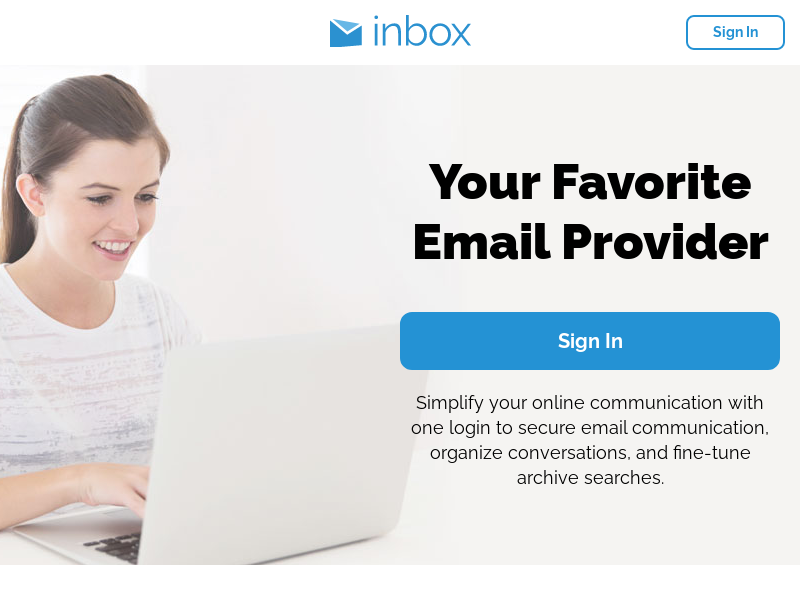 inbox
Sign In
Your Favorite
Email Provider
Sign In
Simplify your online communication with
one login to secure email communication,
organize conversations, and fine-tune
archive searches.